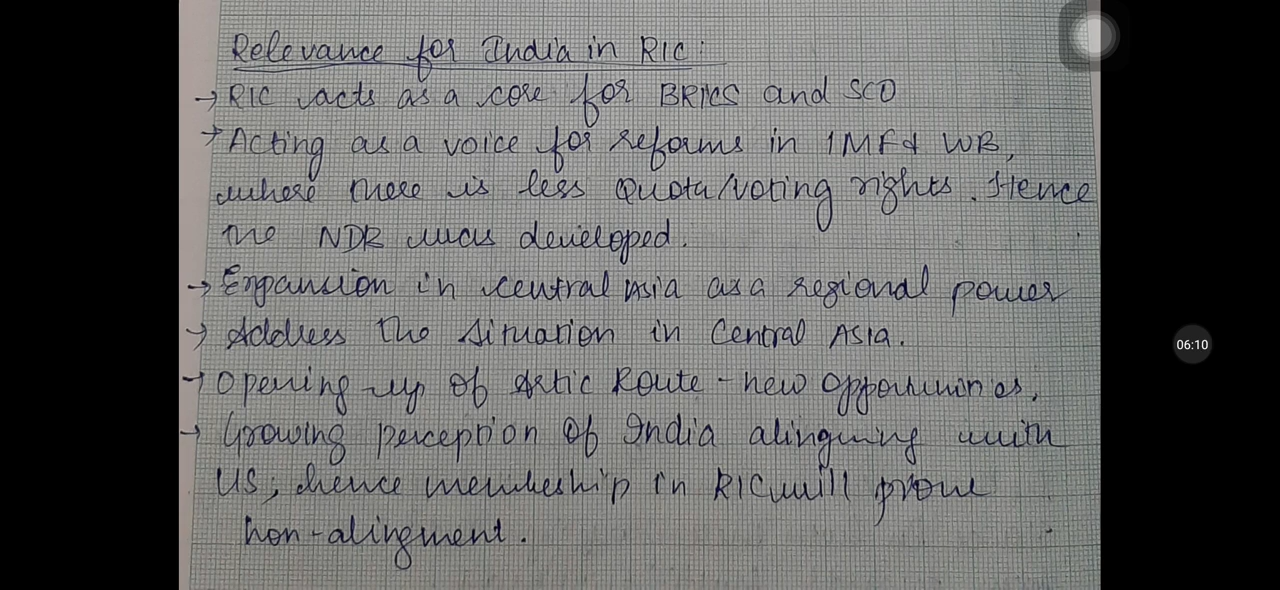 Relevance for India in RIC:
→ RIC acts as a core for BRICS and SCO
→ Acting as a voice for reforms in IMF & WB,
where there is less Quota/voting rights. Hence
the NDB was developed.
→ Expansion in central Asia as a regional power
→ Address the situation in Central Asia.
→ Opening up of Artic Route - new opportunities.
→ Growing perception of India alinguing with
US; hence membeship in RIC will prove
non-alingment.
06:10